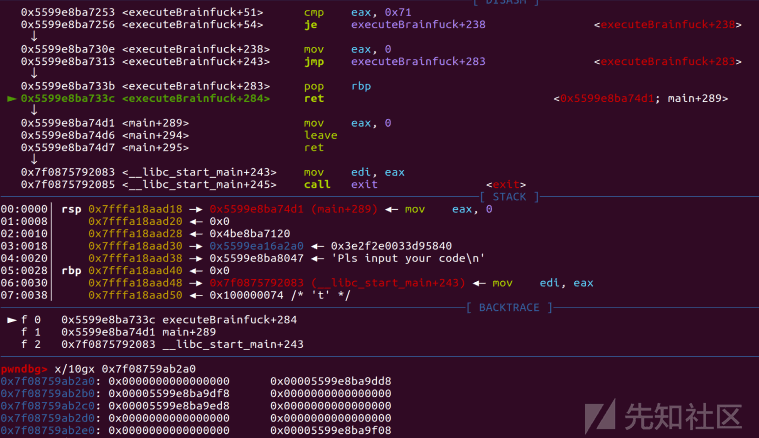 [ DISASM ]
0x5599e8ba7253 <executeBrainfuck+51> cmp eax, 0x71
0x5599e8ba7256 <executeBrainfuck+54> je executeBrainfuck+238 <executeBrainfuck+238>
↓
0x5599e8ba730e <executeBrainfuck+238> mov eax, 0
0x5599e8ba7313 <executeBrainfuck+243> jmp executeBrainfuck+283 <executeBrainfuck+283>
↓
0x5599e8ba733b <executeBrainfuck+283> pop rbp
► 0x5599e8ba733c <executeBrainfuck+284> ret <0x5599e8ba74d1; main+289>
↓
0x5599e8ba74d1 <main+289> mov eax, 0
0x5599e8ba74d6 <main+294> leave
0x5599e8ba74d7 <main+295> ret
↓
0x7f0875792083 <__libc_start_main+243> mov edi, eax
0x7f0875792085 <__libc_start_main+245> call exit <exit>
[ STACK ]
00:0000│ rsp 0x7fffa18aad18 → 0x5599e8ba74d1 (main+289) ← mov eax, 0
01:0008│ 0x7fffa18aad20 ← 0x0
02:0010│ 0x7fffa18aad28 ← 0x4be8ba7120
03:0018│ 0x7fffa18aad30 → 0x5599ea16a2a0 ← 0x3e2f2e0033d95840
04:0020│ 0x7fffa18aad38 → 0x5599e8ba8047 ← 'Pls input your code\n'
05:0028│ rbp 0x7fffa18aad40 ← 0x0
06:0030│ 0x7fffa18aad48 → 0x7f0875792083 (__libc_start_main+243) ← mov edi, eax
07:0038│ 0x7fffa18aad50 ← 0x100000074 /* 't' */
[ BACKTRACE ]
► f 0 0x5599e8ba733c executeBrainfuck+284
f 1 0x5599e8ba74d1 main+289
f 2 0x7f0875792083 __libc_start_main+243
pwndbg> x/10gx 0x7f08759ab2a0
0x7f08759ab2a0: 0x0000000000000000 0x00005599e8ba9dd8
0x7f08759ab2b0: 0x00005599e8ba9df8 0x0000000000000000
0x7f08759ab2c0: 0x00005599e8ba9ed8 0x0000000000000000
0x7f08759ab2d0: 0x0000000000000000 0x0000000000000000
0x7f08759ab2e0: 0x0000000000000000 0x00005599e8ba9f08
先知社区